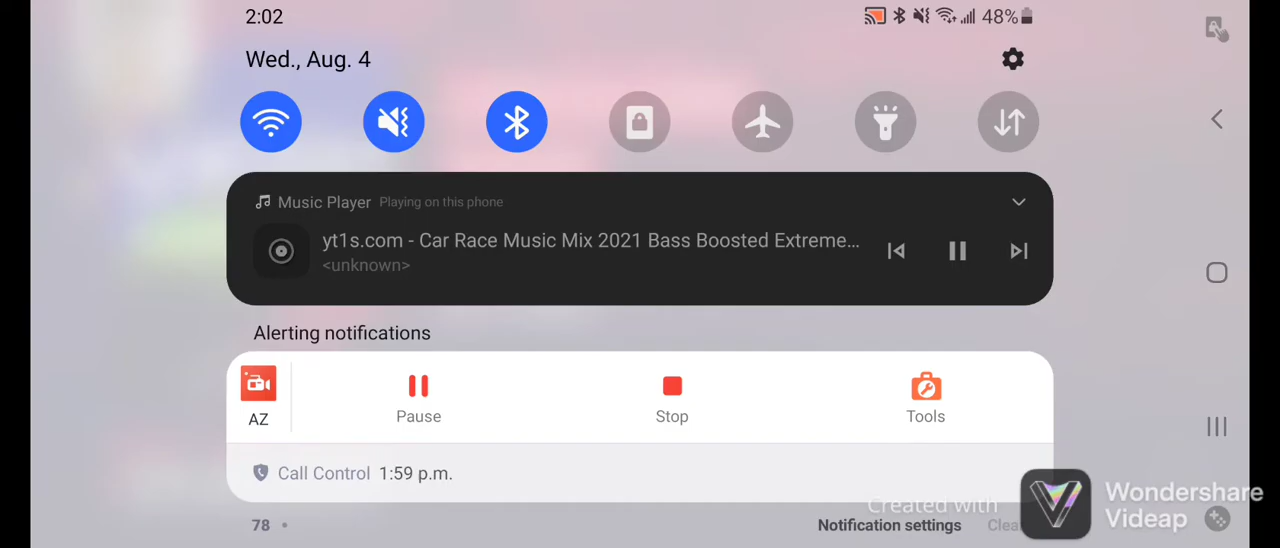 2:02
48%
Wed., Aug. 4
Music Player Playing on this phone
yt1s.com - Car Race Music Mix 2021 Bass Boosted Extreme…
<unknown>
Alerting notifications
AZ
Pause
Stop
Tools
Call Control 1:59 p.m.
78 •
Notification settings
Created with
Wondershare
Videap